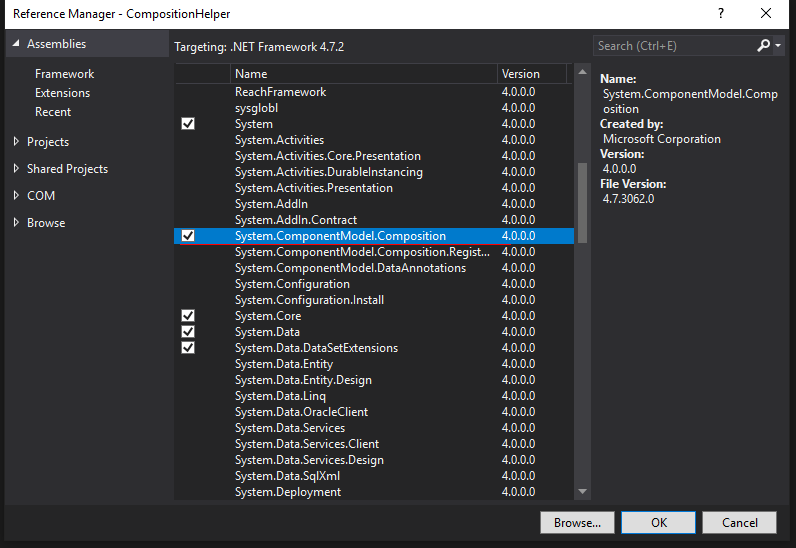 Reference Manager - CompositionHelper
?
Assemblies
Framework
Extensions
Recent
Projects
Shared Projects
COM
Browse
Targeting: .NET Framework 4.7.2
Search (Ctrl+E)
Name Version
ReachFramework 4.0.0.0
sysglobl 4.0.0.0
System 4.0.0.0
System.Activities 4.0.0.0
System.Activities.Core.Presentation 4.0.0.0
System.Activities.DurableInstancing 4.0.0.0
System.Activities.Presentation 4.0.0.0
System.AddIn 4.0.0.0
System.AddIn.Contract 4.0.0.0
System.ComponentModel.Composition 4.0.0.0
System.ComponentModel.Composition.Regist... 4.0.0.0
System.ComponentModel.DataAnnotations 4.0.0.0
System.Configuration 4.0.0.0
System.Configuration.Install 4.0.0.0
System.Core 4.0.0.0
System.Data 4.0.0.0
System.Data.DataSetExtensions 4.0.0.0
System.Data.Entity 4.0.0.0
System.Data.Entity.Design 4.0.0.0
System.Data.Linq 4.0.0.0
System.Data.OracleClient 4.0.0.0
System.Data.Services 4.0.0.0
System.Data.Services.Client 4.0.0.0
System.Data.Services.Design 4.0.0.0
System.Data.SqlXml 4.0.0.0
System.Deployment 4.0.0.0
Name:
System.ComponentModel.Compo
sition
Created by:
Microsoft Corporation
Version:
4.0.0.0
File Version:
4.7.3062.0
Browse... OK Cancel